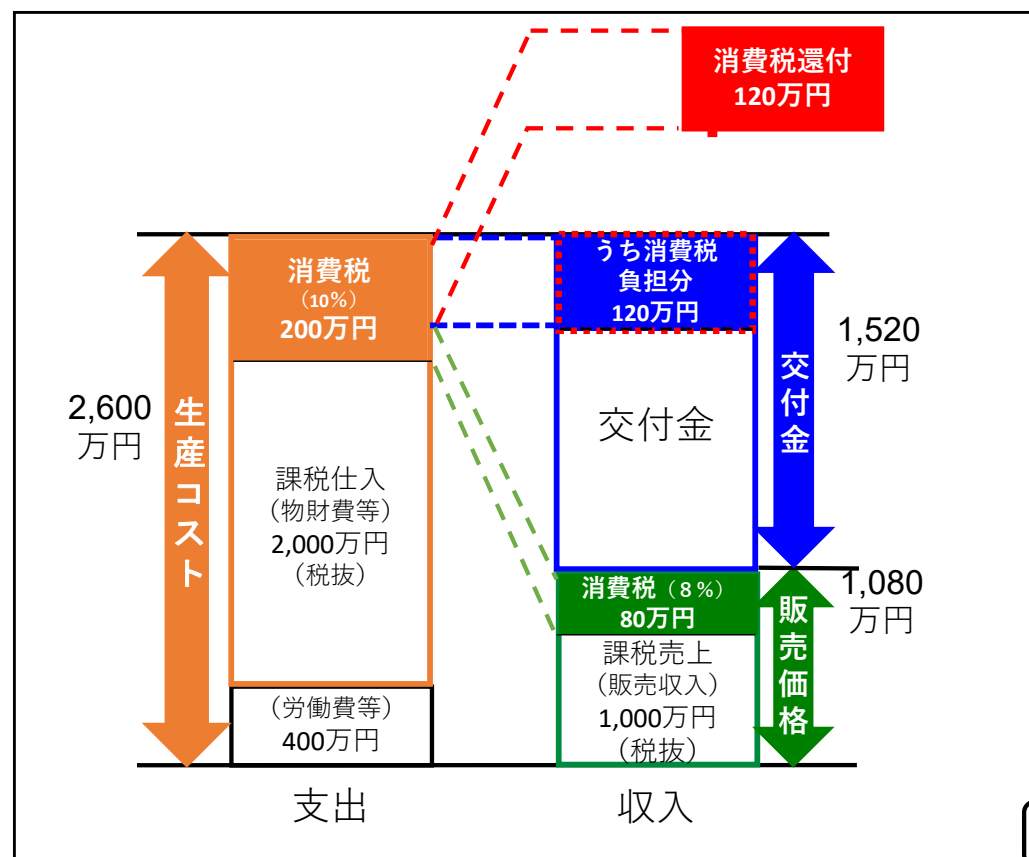 消費税還付
120万円
消費税
(10%)
200万円
うち消費税
負担分
120万円
1,520
万円
交付金
交付金
2,600
万円
生産コスト
課税仕入
(物財費等)
2,000万円
(税抜)
消費税(8%)
80万円
1,080
万円
販売価格
課税売上
(販売収入)
1,000万円
(税抜)
(労働費等)
400万円
支出
収入